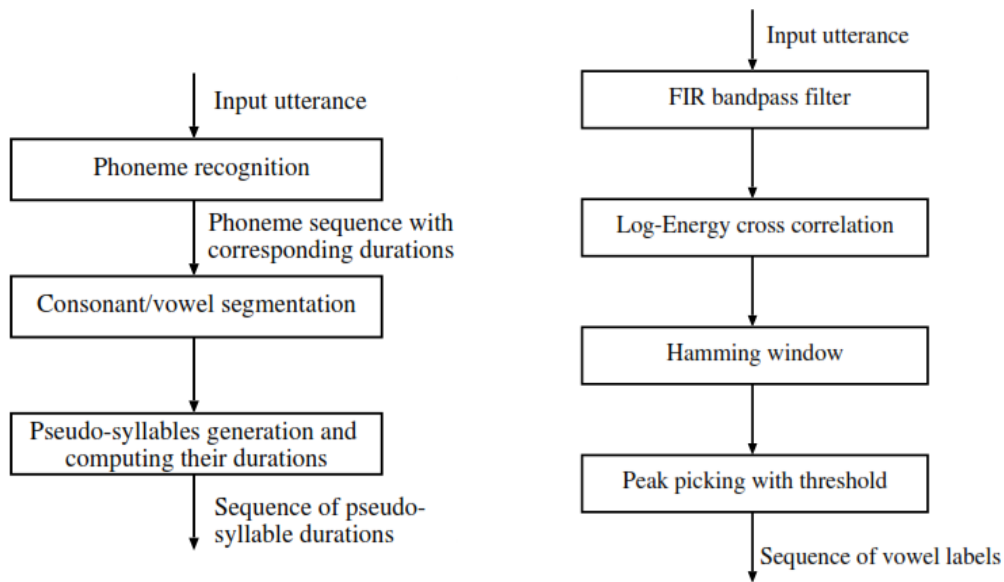 Input utterance
Phoneme recognition
Phoneme sequence with
corresponding durations
Consonant/vowel segmentation
Pseudo-syllables generation and
computing their durations
Sequence of pseudo-
syllable durations
Input utterance
FIR bandpass filter
Log-Energy cross correlation
Hamming window
Peak picking with threshold
Sequence of vowel labels